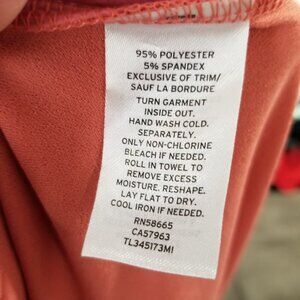 95% POLYESTER
5% SPANDEX
EXCLUSIVE OF TRIM/
SAUF LA BORDURE
TURN GARMENT
INSIDE OUT.
HAND WASH COLD.
SEPARATELY.
ONLY NON-CHLORINE
BLEACH IF NEEDED.
ROLL IN TOWEL TO
REMOVE EXCESS
MOISTURE. RESHAPE.
LAY FLAT TO DRY.
COOL IRON IF NEEDED.
RN58665
CA57963
TL345173MI